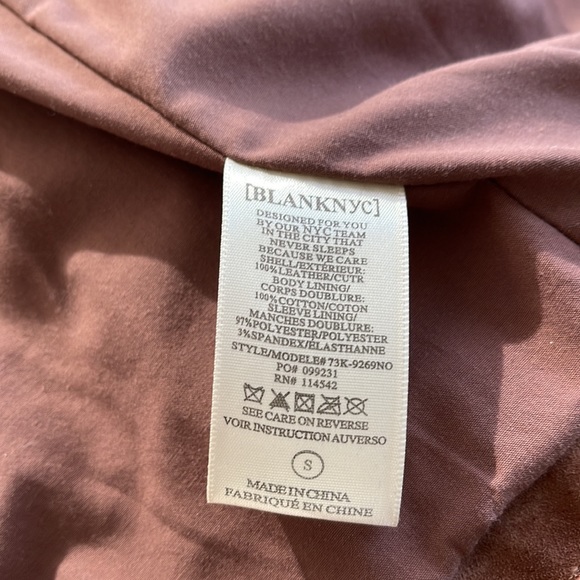 [BLANKNYC]
DESIGNED FOR YOU
BY OUR NYC TEAM
IN THE CITY THAT
NEVER SLEEPS
BECAUSE WE CARE
SHELL/EXTÉRIEUR:
100%LEATHER/CUTR
BODY LINING/
CORPS DOUBLURE:
100%COTTON/COTON
SLEEVE LINING/
MANCHES DOUBLURE:
97%POLYESTER/POLYESTER
3%SPANDEX/ÉLASTHANNE
STYLE/MODELE# 73K-9269NO
PO# 099231
RN# 114542
SEE CARE ON REVERSE
VOIR INSTRUCTION AUVERSO
S
MADE IN CHINA
FABRIQUÉ EN CHINE